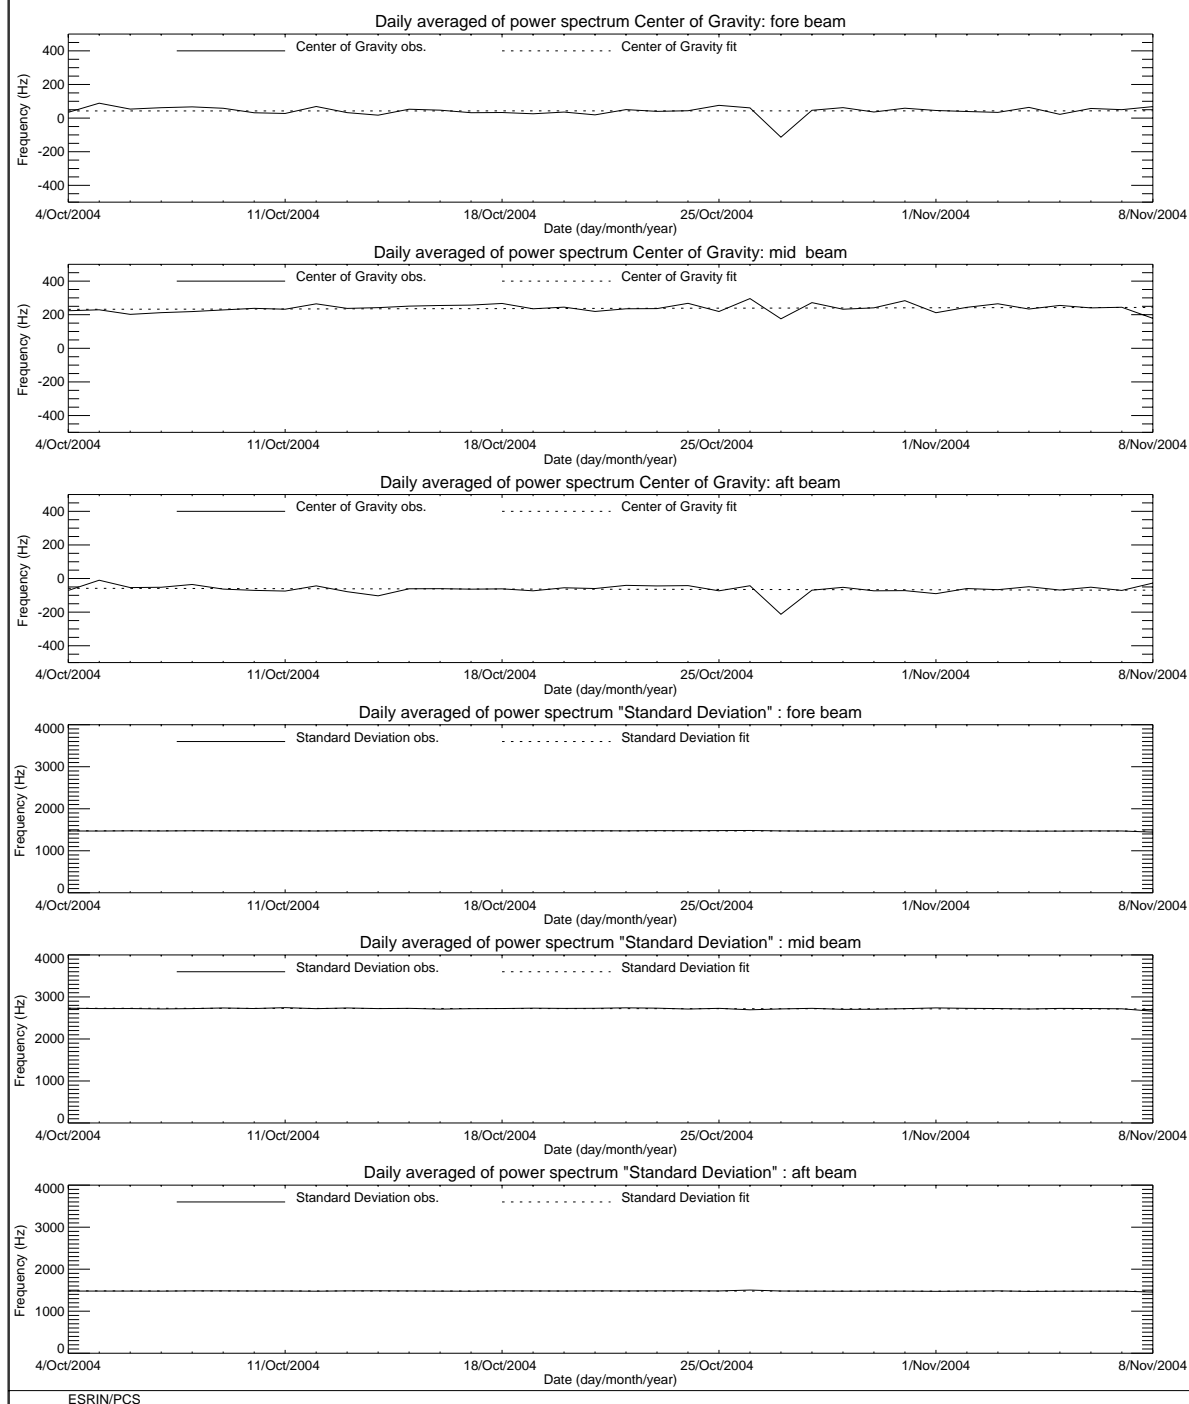 Daily averaged of power spectrum Center of Gravity: fore beam
Center of Gravity obs.
Center of Gravity fit
400
200
0
-200
-400
Frequency (Hz)
4/Oct/2004
11/Oct/2004
18/Oct/2004
25/Oct/2004
1/Nov/2004
8/Nov/2004
Date (day/month/year)
Daily averaged of power spectrum Center of Gravity: mid  beam
Center of Gravity obs.
Center of Gravity fit
400
200
0
-200
-400
Frequency (Hz)
4/Oct/2004
11/Oct/2004
18/Oct/2004
25/Oct/2004
1/Nov/2004
8/Nov/2004
Date (day/month/year)
Daily averaged of power spectrum Center of Gravity: aft beam
Center of Gravity obs.
Center of Gravity fit
400
200
0
-200
-400
Frequency (Hz)
4/Oct/2004
11/Oct/2004
18/Oct/2004
25/Oct/2004
1/Nov/2004
8/Nov/2004
Date (day/month/year)
Daily averaged of power spectrum "Standard Deviation" : fore beam
Standard Deviation obs.
Standard Deviation fit
4000
3000
2000
1000
0
Frequency (Hz)
4/Oct/2004
11/Oct/2004
18/Oct/2004
25/Oct/2004
1/Nov/2004
8/Nov/2004
Date (day/month/year)
Daily averaged of power spectrum "Standard Deviation" : mid beam
Standard Deviation obs.
Standard Deviation fit
4000
3000
2000
1000
0
Frequency (Hz)
4/Oct/2004
11/Oct/2004
18/Oct/2004
25/Oct/2004
1/Nov/2004
8/Nov/2004
Date (day/month/year)
Daily averaged of power spectrum "Standard Deviation" : aft beam
Standard Deviation obs.
Standard Deviation fit
4000
3000
2000
1000
0
Frequency (Hz)
4/Oct/2004
11/Oct/2004
18/Oct/2004
25/Oct/2004
1/Nov/2004
8/Nov/2004
Date (day/month/year)
ESRIN/PCS